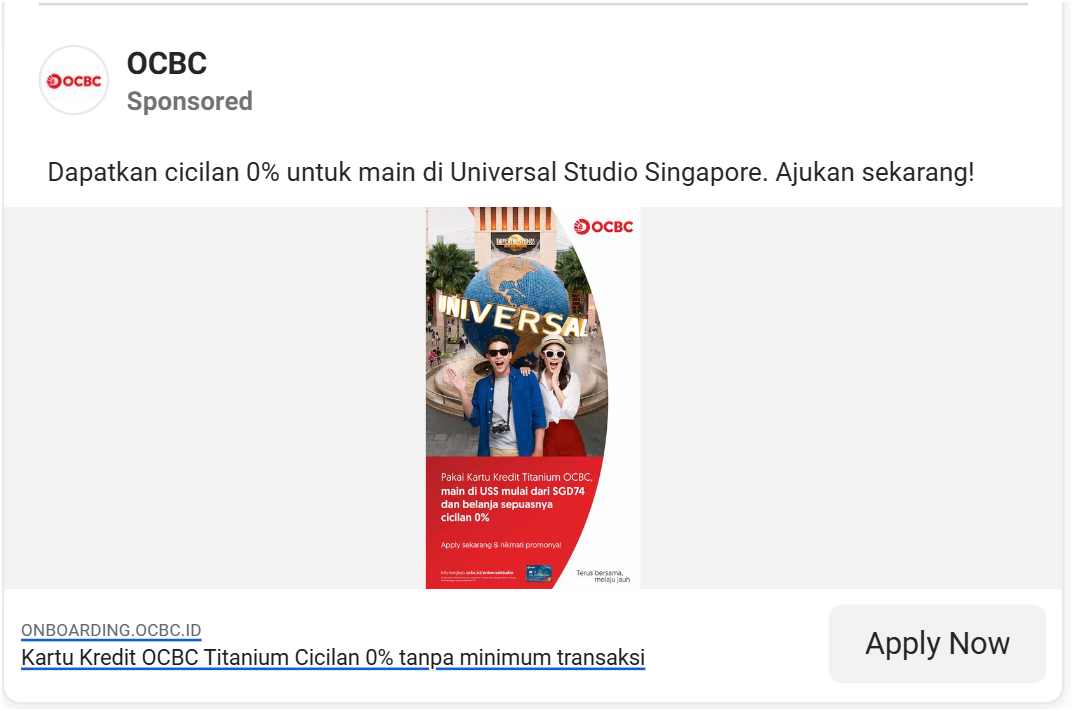 OCBC
OCBC
Sponsored
Dapatkan cicilan 0% untuk main di Universal Studio Singapore. Ajukan sekarang!
OCBC
UNIVERSAL STUDIOS
UNIVERSAL
Pakai Kartu Kredit Titanium OCBC,
main di USS mulai dari SGD74
dan belanja sepuasnya
cicilan 0%
Apply sekarang & nikmati promonya!
Info lengkap ocbc.id/universalstudio
Terus bersama,
melaju jauh
ONBOARDING.OCBC.ID
Kartu Kredit OCBC Titanium Cicilan 0% tanpa minimum transaksi
Apply Now